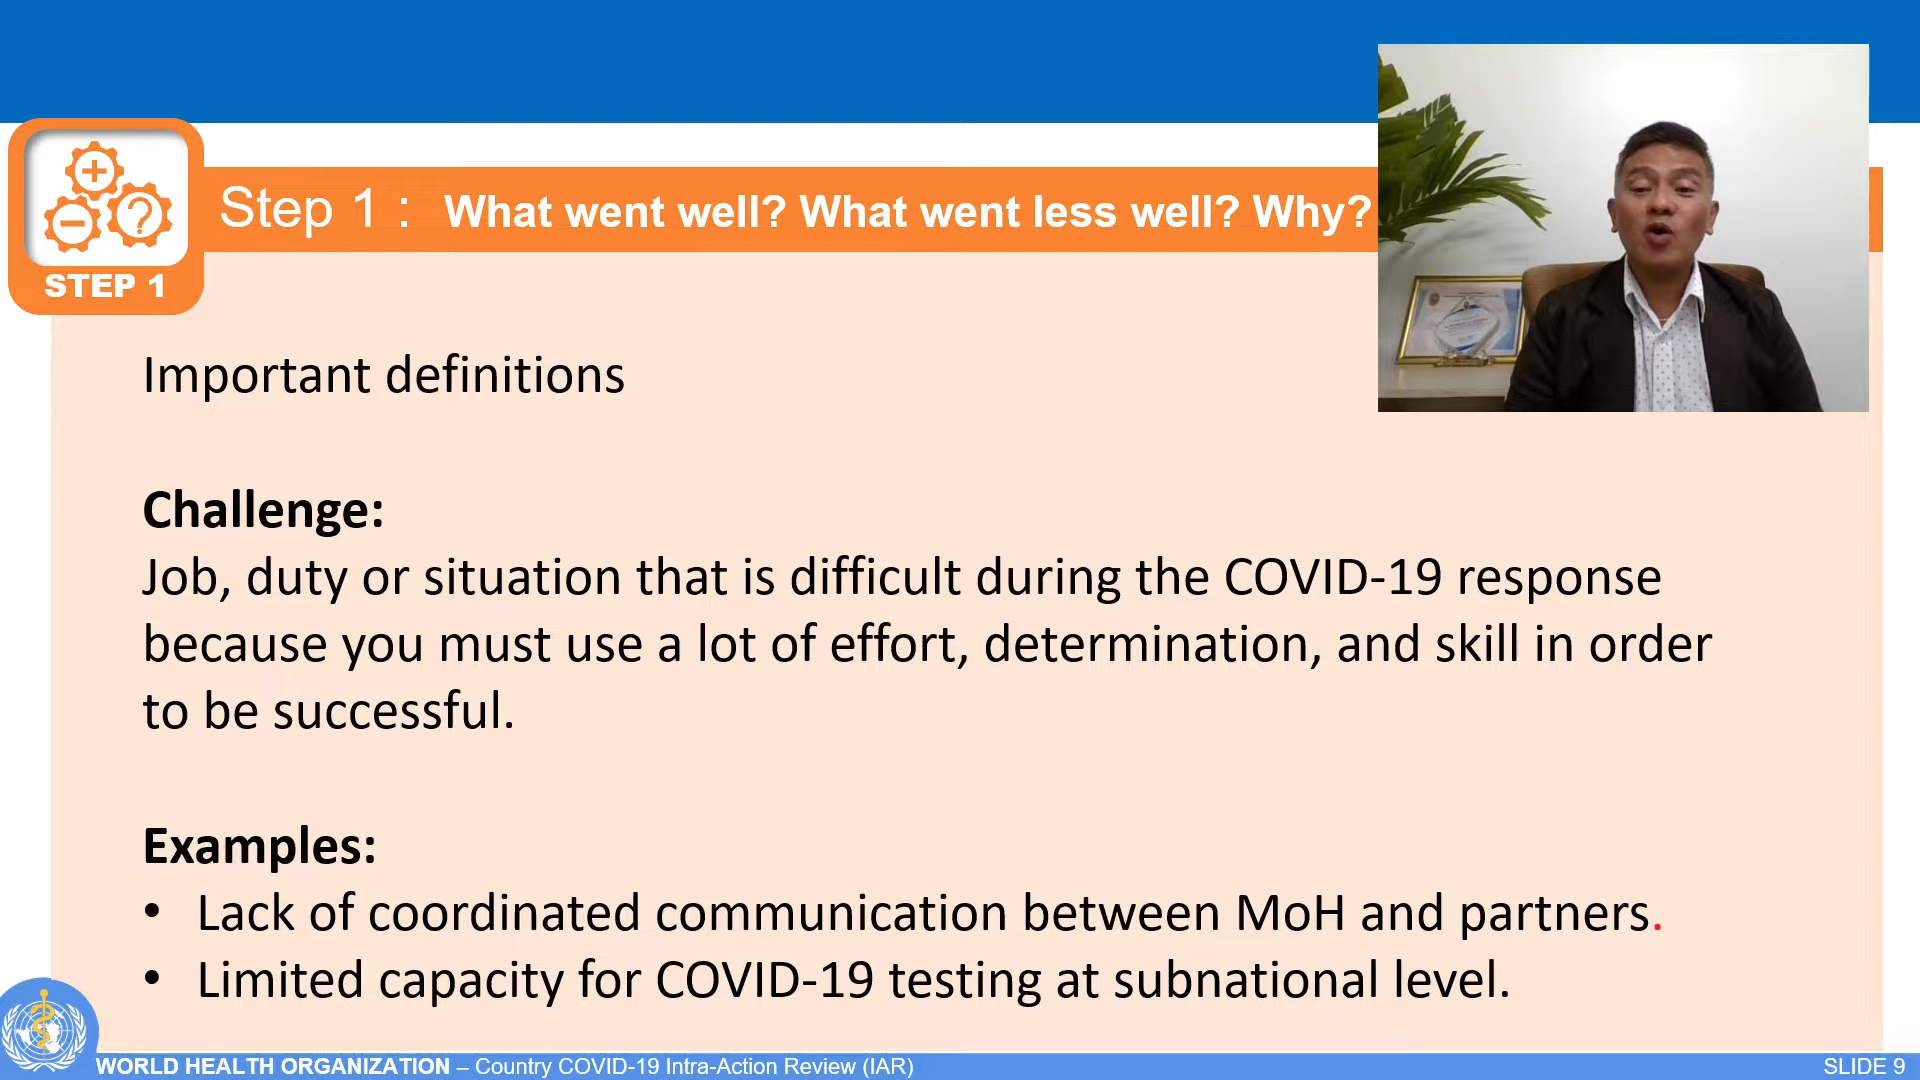 Step 1 : What went well? What went less well? Why?
STEP 1
Important definitions
Challenge:
Job, duty or situation that is difficult during the COVID-19 response
because you must use a lot of effort, determination, and skill in order
to be successful.
Examples:
• Lack of coordinated communication between MoH and partners.
• Limited capacity for COVID-19 testing at subnational level.
WORLD HEALTH ORGANIZATION – Country COVID-19 Intra-Action Review (IAR)
SLIDE 9